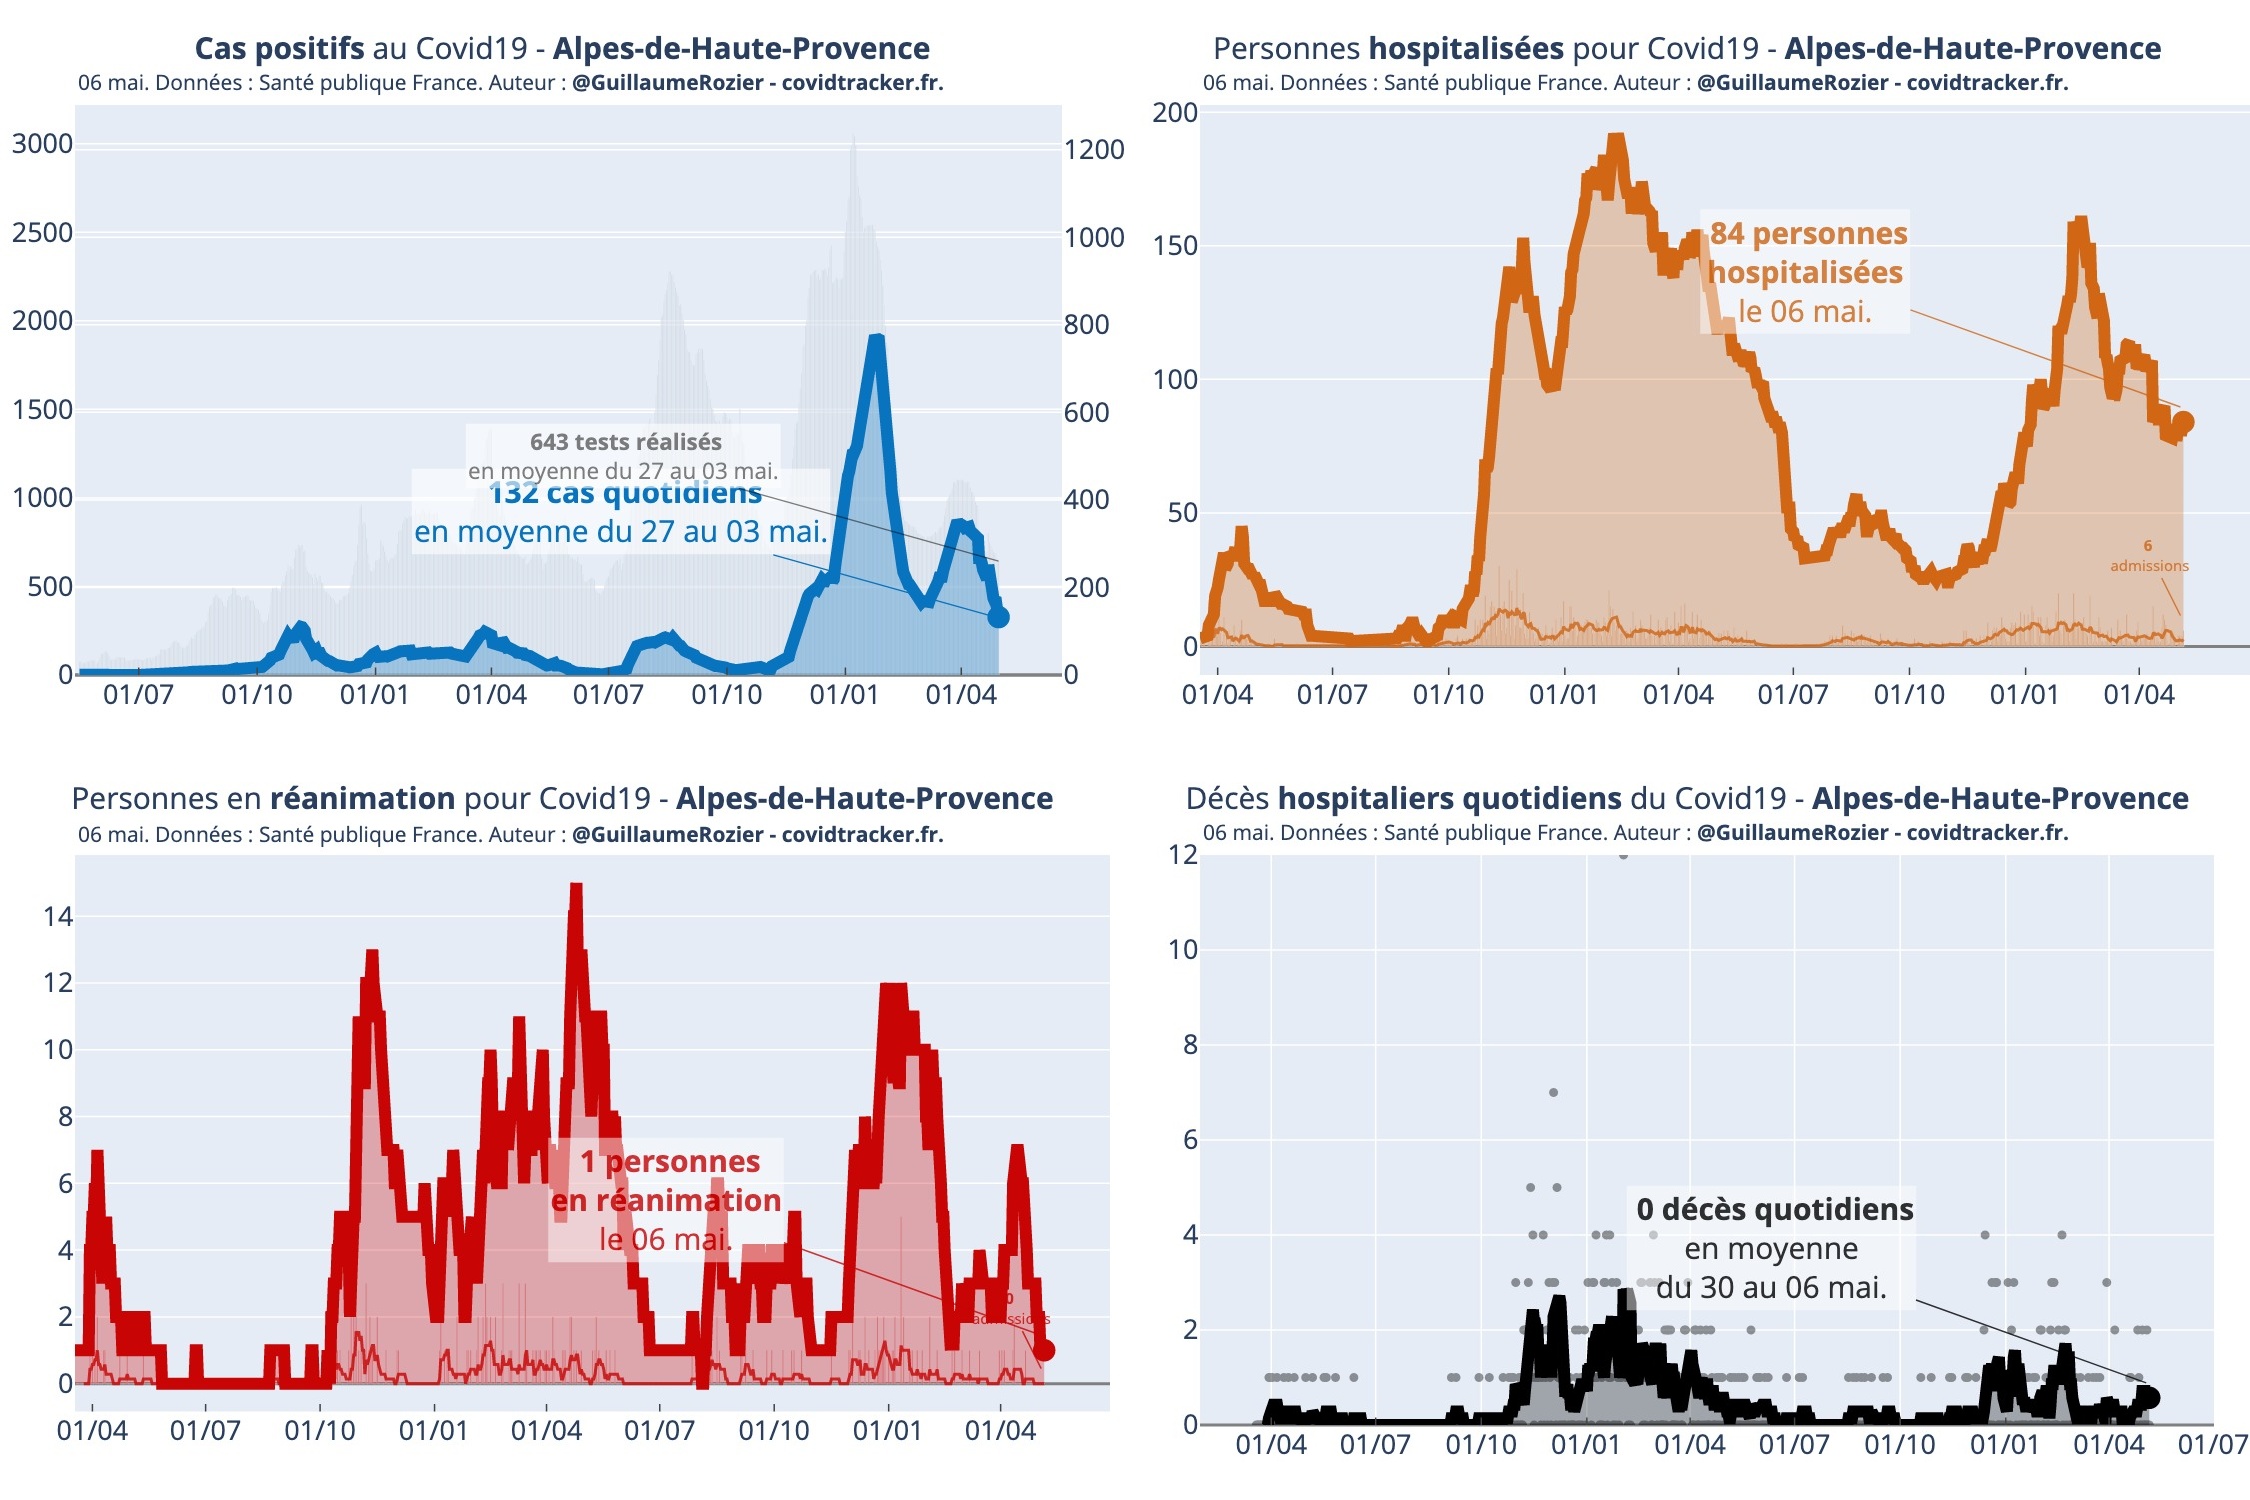 Cas positifs au Covid19 - Alpes-de-Haute-Provence
06 mai. Données : Santé publique France. Auteur : @GuillaumeRozier - covidtracker.fr.
3000
2500
2000
1500
1000
500
0
1200
1000
800
600
400
200
0
643 tests réalisés
en moyenne du 27 au 03 mai.
132 cas quotidiens
en moyenne du 27 au 03 mai.
01/07 01/10 01/01 01/04 01/07 01/10 01/01 01/04
Personnes hospitalisées pour Covid19 - Alpes-de-Haute-Provence
06 mai. Données : Santé publique France. Auteur : @GuillaumeRozier - covidtracker.fr.
200
150
100
50
0
84 personnes
hospitalisées
le 06 mai.
6
admissions
01/04 01/07 01/10 01/01 01/04 01/07 01/10 01/01 01/04
Personnes en réanimation pour Covid19 - Alpes-de-Haute-Provence
06 mai. Données : Santé publique France. Auteur : @GuillaumeRozier - covidtracker.fr.
14
12
10
8
6
4
2
0
1 personnes
en réanimation
le 06 mai.
0
admissions
01/04 01/07 01/10 01/01 01/04 01/07 01/10 01/01 01/04
Décès hospitaliers quotidiens du Covid19 - Alpes-de-Haute-Provence
06 mai. Données : Santé publique France. Auteur : @GuillaumeRozier - covidtracker.fr.
12
10
8
6
4
2
0
0 décès quotidiens
en moyenne
du 30 au 06 mai.
01/04 01/07 01/10 01/01 01/04 01/07 01/10 01/01 01/04 01/07